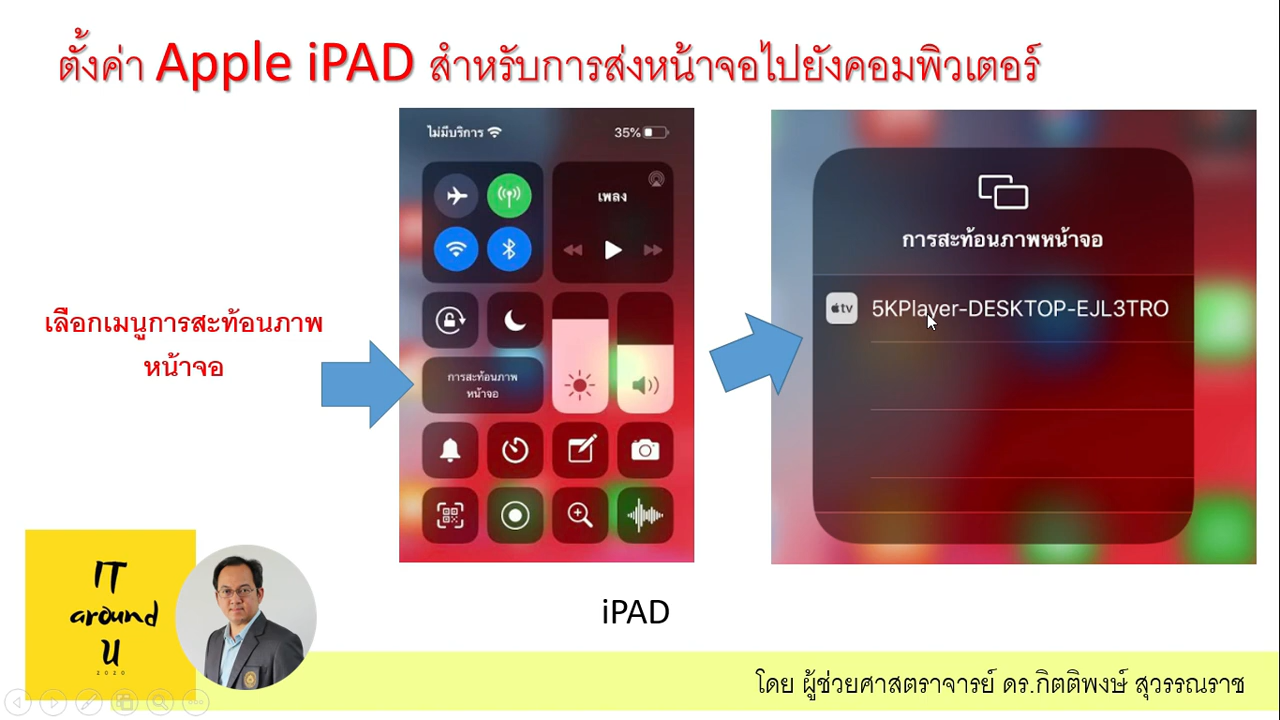 ตั้งค่า Apple iPAD สำหรับการส่งหน้าจอไปยังคอมพิวเตอร์
ไม่มีบริการ
35%
เพลง
การสะท้อนภาพ
หน้าจอ
การสะท้อนภาพหน้าจอ
tv
5KPlayer-DESKTOP-EJL3TRO
เลือกเมนูการสะท้อนภาพ
หน้าจอ
iPAD
IT
around
U
2020
โดย ผู้ช่วยศาสตราจารย์ ดร.กิตติพงษ์ สุวรรณราช